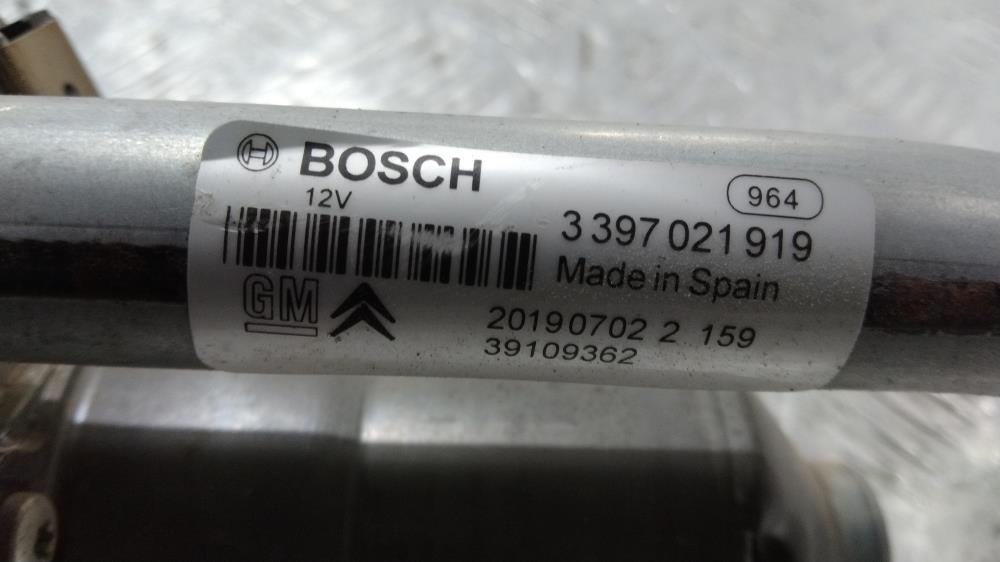 BOSCH
12V
964
3 397 021 919
Made in Spain
GM
20190702 2 159
39109362